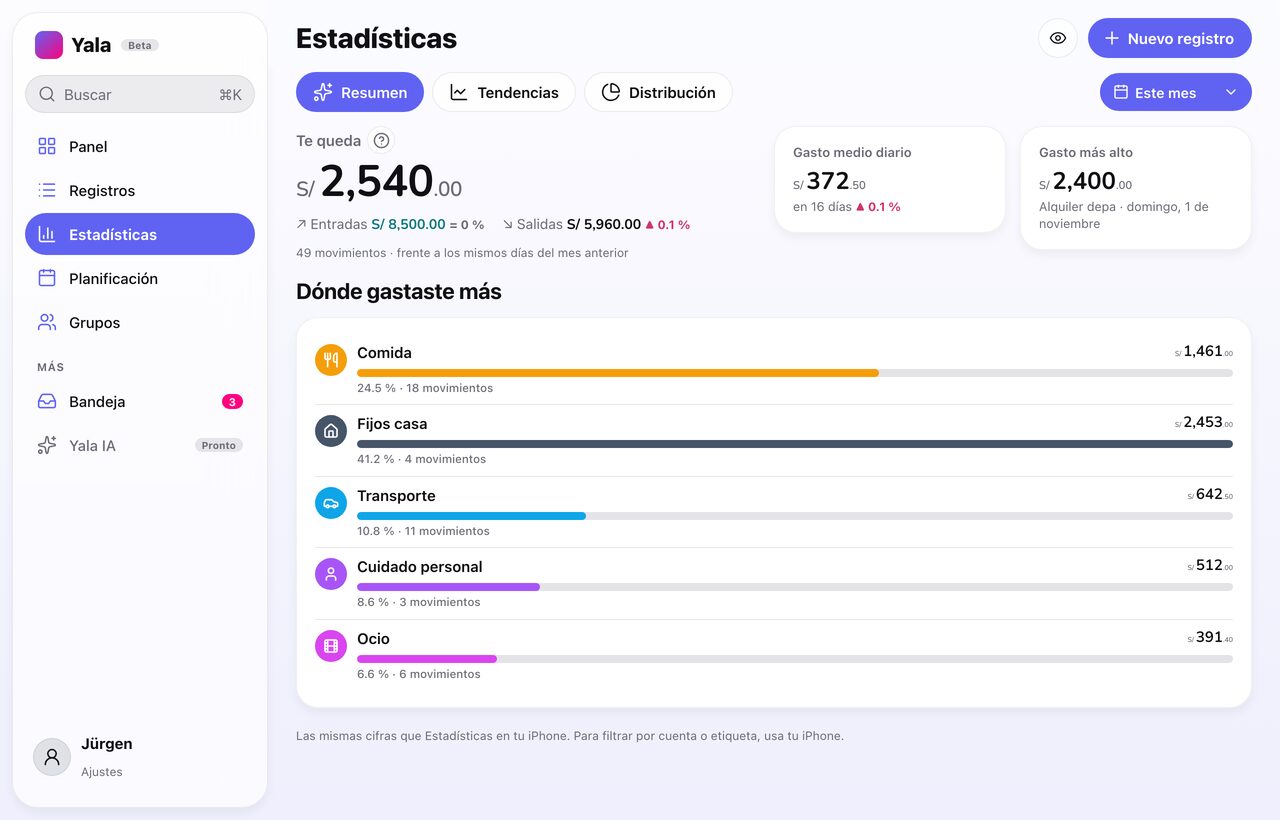 Yala Beta
Buscar ⌘K
Panel
Registros
Estadísticas
Planificación
Grupos
MÁS
Bandeja 3
Yala IA Pronto
Jürgen
Ajustes
Estadísticas
Nuevo registro
Resumen
Tendencias
Distribución
Este mes
Te queda ?
S/ 2,540.00
Entradas S/ 8,500.00 = 0 % Salidas S/ 5,960.00 ▲ 0.1 %
49 movimientos · frente a los mismos días del mes anterior
Gasto medio diario
S/ 372.50
en 16 días ▲ 0.1 %
Gasto más alto
S/ 2,400.00
Alquiler depa · domingo, 1 de
noviembre
Dónde gastaste más
Comida S/ 1,461.00
24.5 % · 18 movimientos
Fijos casa S/ 2,453.00
41.2 % · 4 movimientos
Transporte S/ 642.50
10.8 % · 11 movimientos
Cuidado personal S/ 512.00
8.6 % · 3 movimientos
Ocio S/ 391.40
6.6 % · 6 movimientos
Las mismas cifras que Estadísticas en tu iPhone. Para filtrar por cuenta o etiqueta, usa tu iPhone.